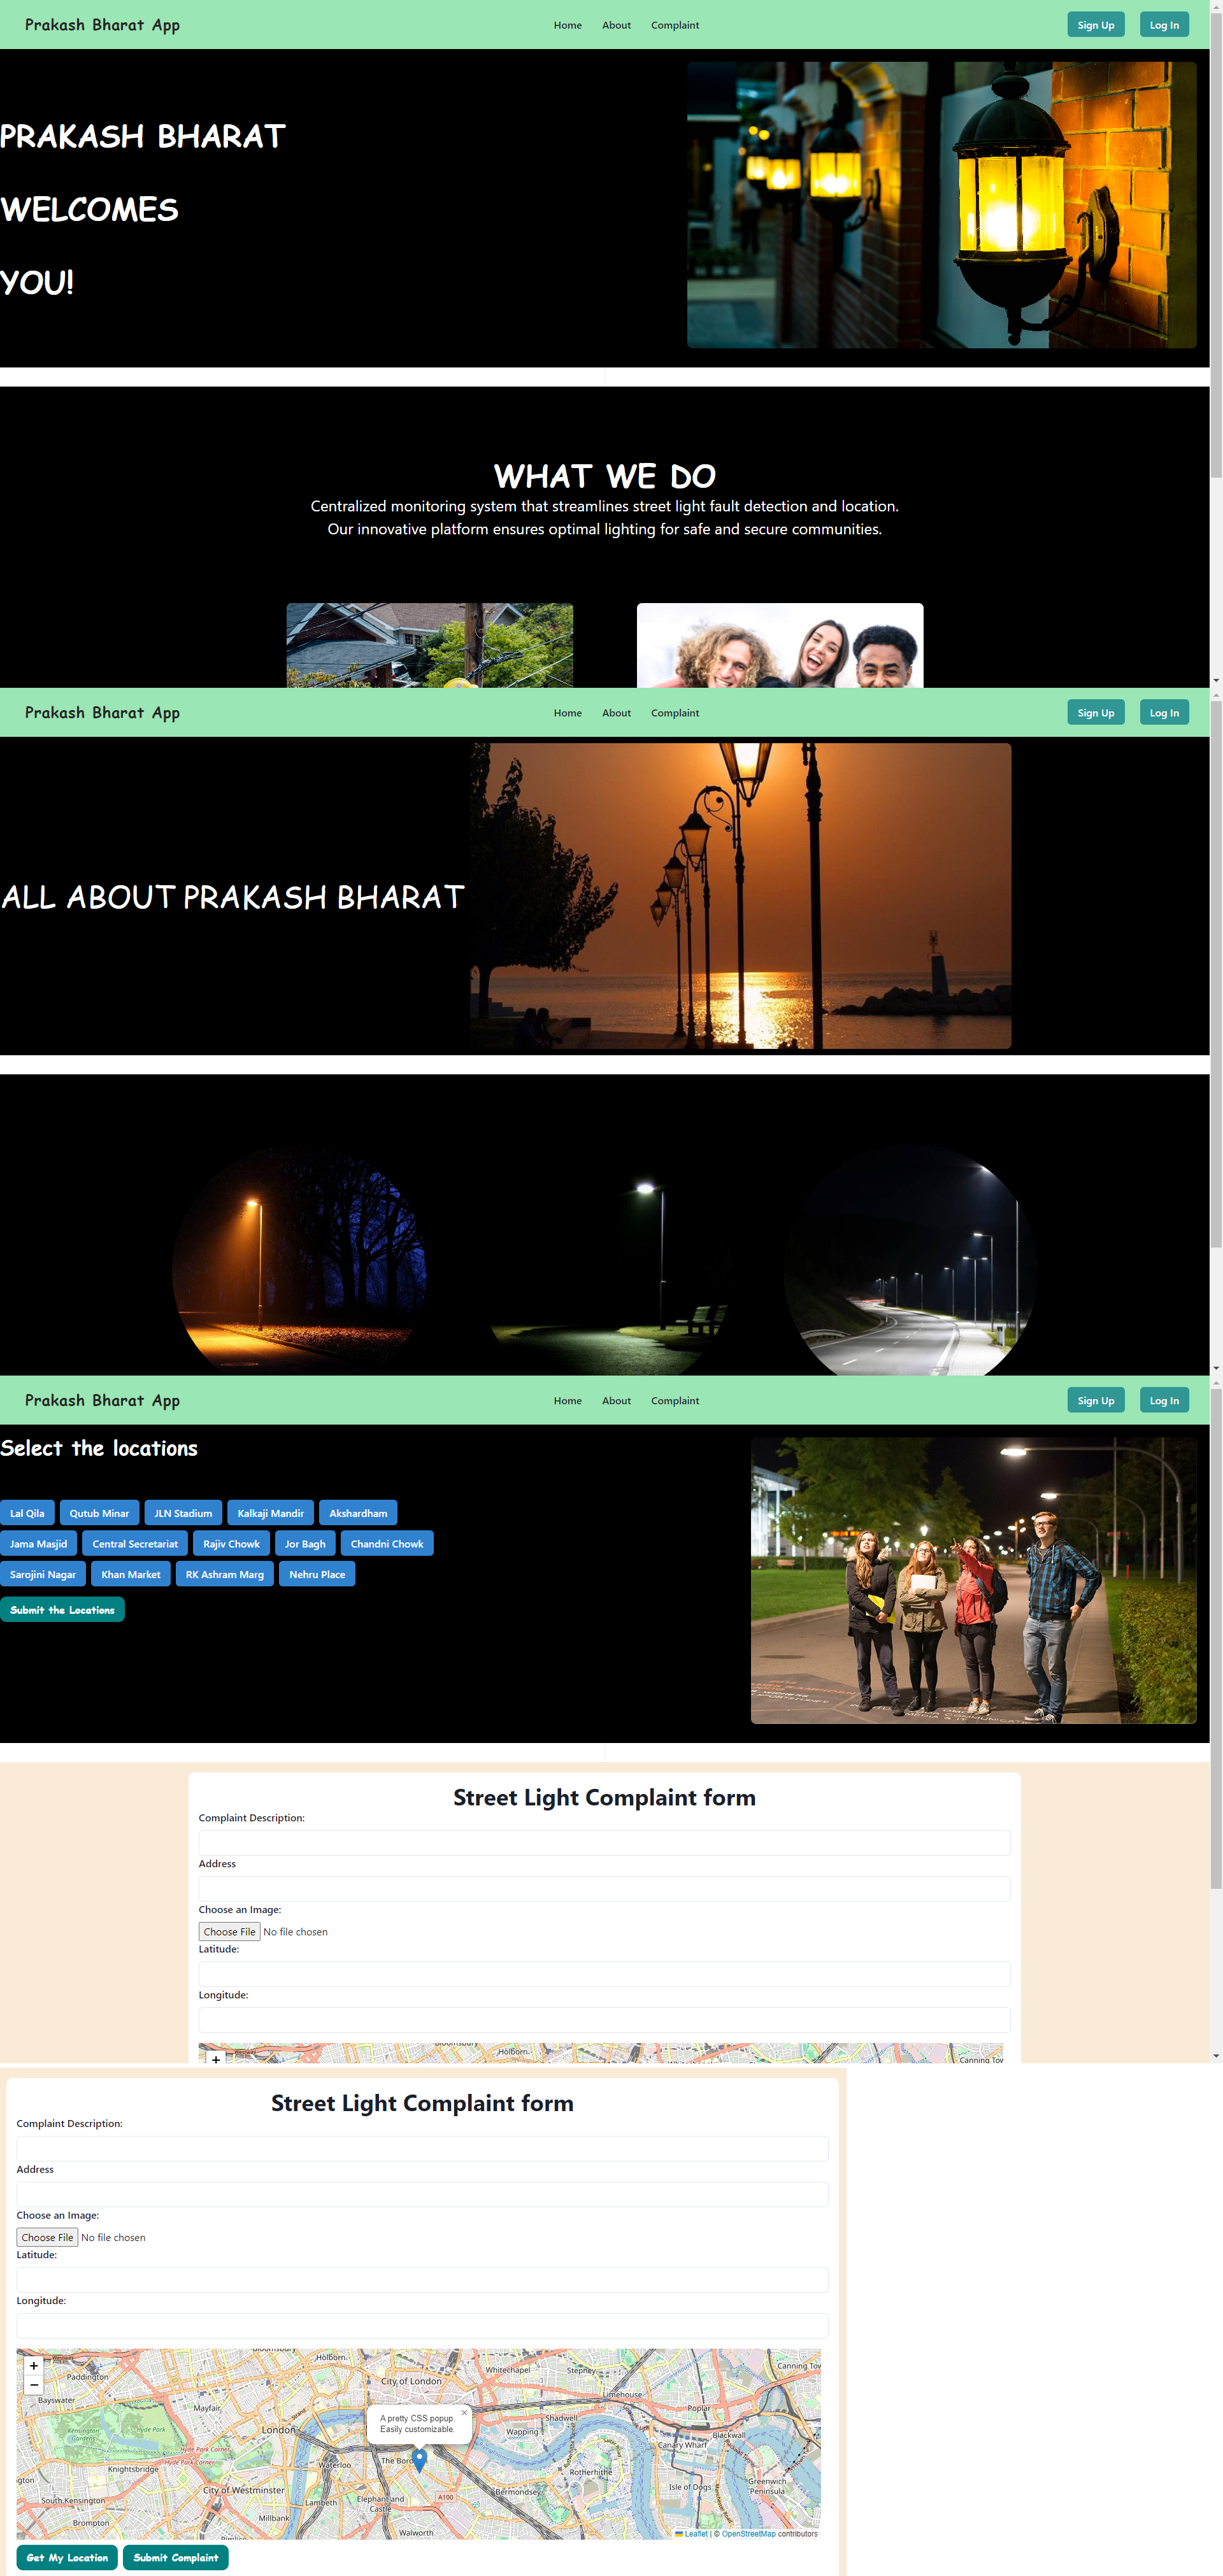 Prakash Bharat App
Home About Complaint
Sign Up Log In
PRAKASH BHARAT
WELCOMES
YOU!
WHAT WE DO
Centralized monitoring system that streamlines street light fault detection and location.
Our innovative platform ensures optimal lighting for safe and secure communities.
Prakash Bharat App
Home About Complaint
Sign Up Log In
ALL ABOUT PRAKASH BHARAT
Prakash Bharat App
Home About Complaint
Sign Up Log In
Select the locations
Lal Qila Qutub Minar JLN Stadium Kalkaji Mandir Akshardham
Jama Masjid Central Secretariat Rajiv Chowk Jor Bagh Chandni Chowk
Sarojini Nagar Khan Market RK Ashram Marg Nehru Place
Submit the Locations
Street Light Complaint form
Complaint Description:
Address
Choose an Image:
Choose File No file chosen
Latitude:
Longitude:
+
Holborn
Canning Tow
Street Light Complaint form
Complaint Description:
Address
Choose an Image:
Choose File No file chosen
Latitude:
Longitude:
+
−
Holborn
Whitechapel
Stepney
Canning Tow
Paddington
City of London
Limehouse
Bayswater
Mayfair
Poplar
A pretty CSS popup.
Easily customizable.
×
Shadwell
Hyde Park
Kensington
Gardens
London
Wapping
Blackwall
Canary Wharf
Hyde Park Corner
Hyde Park Corner
Waterloo
The Bor
Knightsbridge
Rotherhithe
Greenwich
Peninsula
Isle of Dogs
City of Westminster
Bermondsey
Lambeth
Elephant and
Castle
A100
South Kensington
Millbank
Brompton
Walworth
Leaflet | © OpenStreetMap contributors
Get My Location Submit Complaint